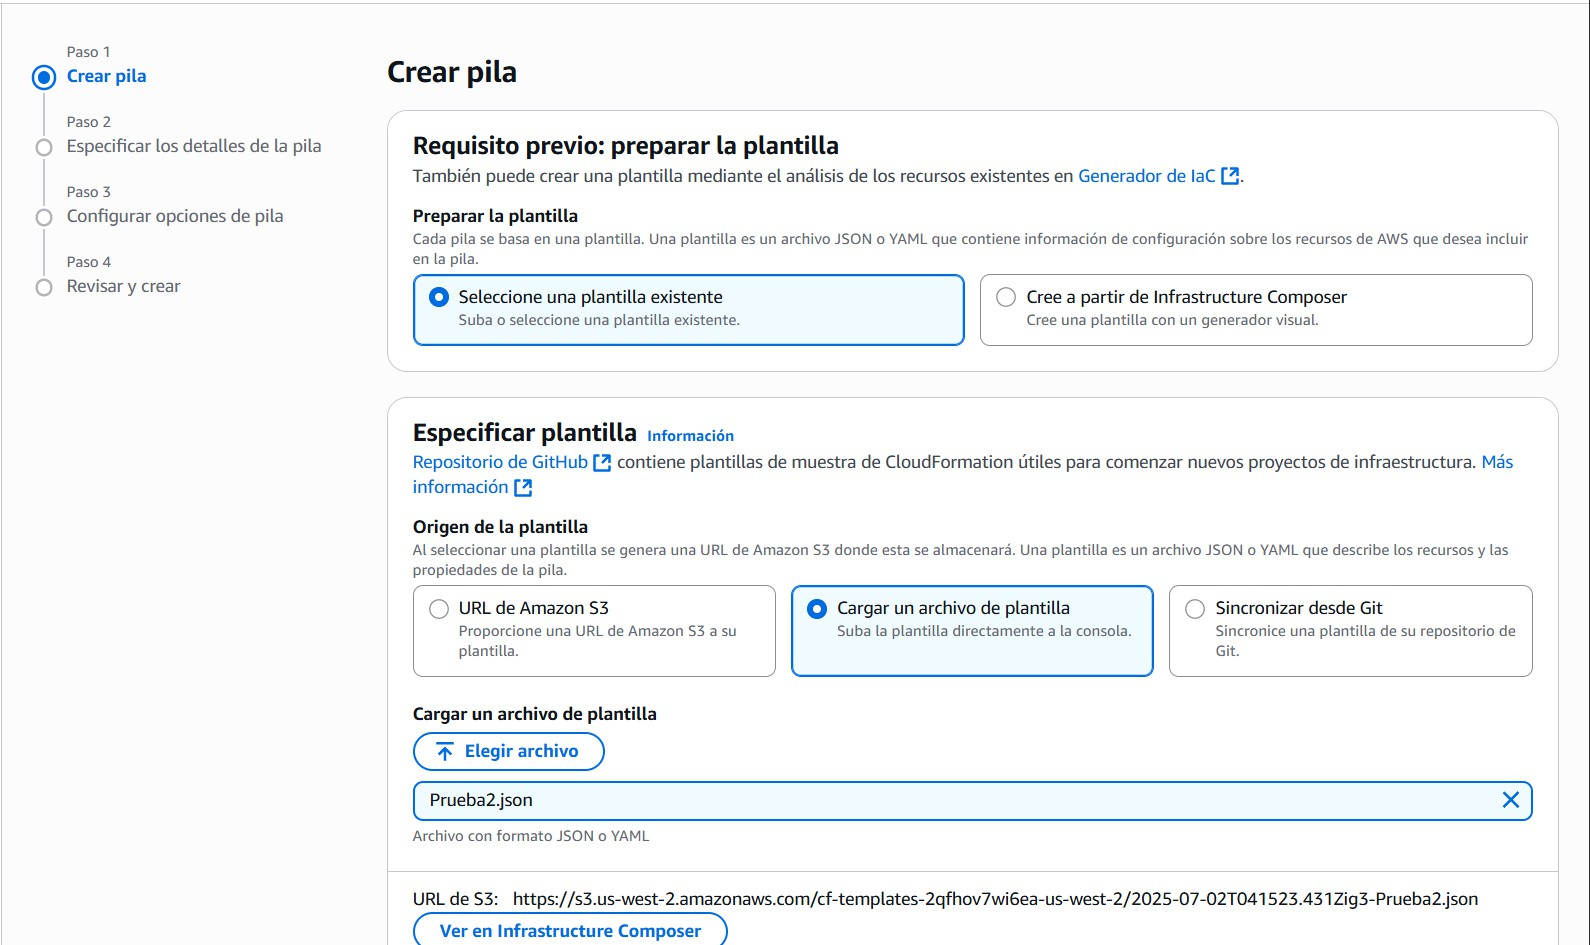 Paso 1
Crear pila
Paso 2
Especificar los detalles de la pila
Paso 3
Configurar opciones de pila
Paso 4
Revisar y crear
Crear pila
Requisito previo: preparar la plantilla
También puede crear una plantilla mediante el análisis de los recursos existentes en Generador de IaC.
Preparar la plantilla
Cada pila se basa en una plantilla. Una plantilla es un archivo JSON o YAML que contiene información de configuración sobre los recursos de AWS que desea incluir
en la pila.
Seleccione una plantilla existente
Suba o seleccione una plantilla existente.
Cree a partir de Infrastructure Composer
Cree una plantilla con un generador visual.
Especificar plantilla Información
Repositorio de GitHub contiene plantillas de muestra de CloudFormation útiles para comenzar nuevos proyectos de infraestructura. Más
información
Origen de la plantilla
Al seleccionar una plantilla se genera una URL de Amazon S3 donde esta se almacenará. Una plantilla es un archivo JSON o YAML que describe los recursos y las
propiedades de la pila.
URL de Amazon S3
Proporcione una URL de Amazon S3 a su
plantilla.
Cargar un archivo de plantilla
Suba la plantilla directamente a la consola.
Sincronizar desde Git
Sincronice una plantilla de su repositorio de
Git.
Cargar un archivo de plantilla
Elegir archivo
Prueba2.json
Archivo con formato JSON o YAML
URL de S3: https://s3.us-west-2.amazonaws.com/cf-templates-2qfhov7wi6ea-us-west-2/2025-07-02T041523.431Zig3-Prueba2.json
Ver en Infrastructure Composer